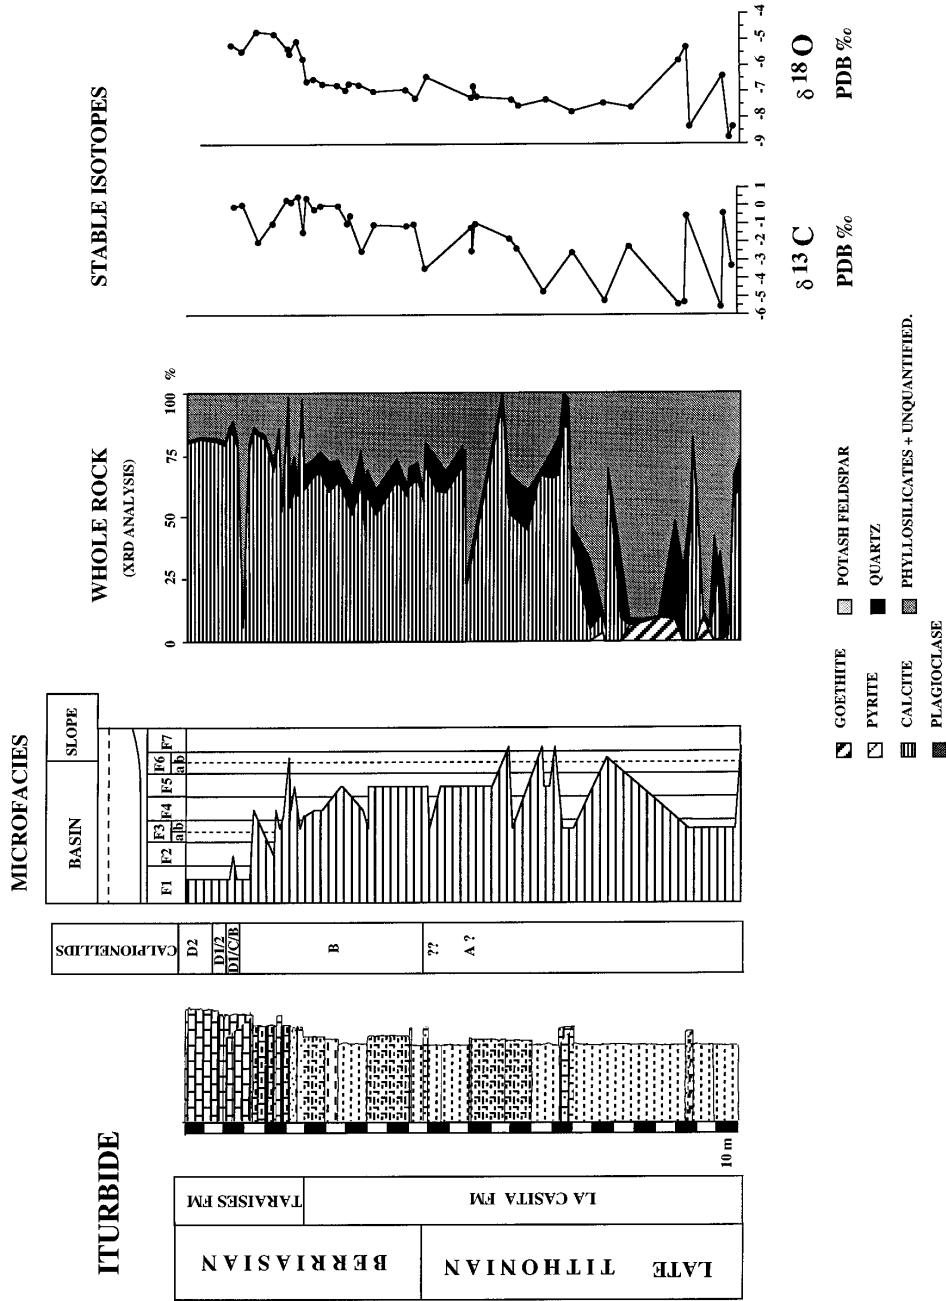 ITURBIDE
LATE TITHONIAN
BERRIASIAN
LA CASITA FM
TARAISES FM
10 m
CALPIONELLIDS
D2
D1/2
D1/C/B
B
??
A ?
MICROFACIES
BASIN
SLOPE
F1
F2
F3
a b
F4
F5
F6
a b
F7
WHOLE ROCK
(XRD ANALYSIS)
0
25
50
75
100
%
STABLE ISOTOPES
-6 -5 -4 -3 -2 -1 0 1
δ 13 C
PDB ‰
-9 -8 -7 -6 -5 -4
δ 18 O
PDB ‰
GOETHITE
PYRITE
CALCITE
PLAGIOCLASE
POTASH FELDSPAR
QUARTZ
PHYLLOSILICATES + UNQUANTIFIED.